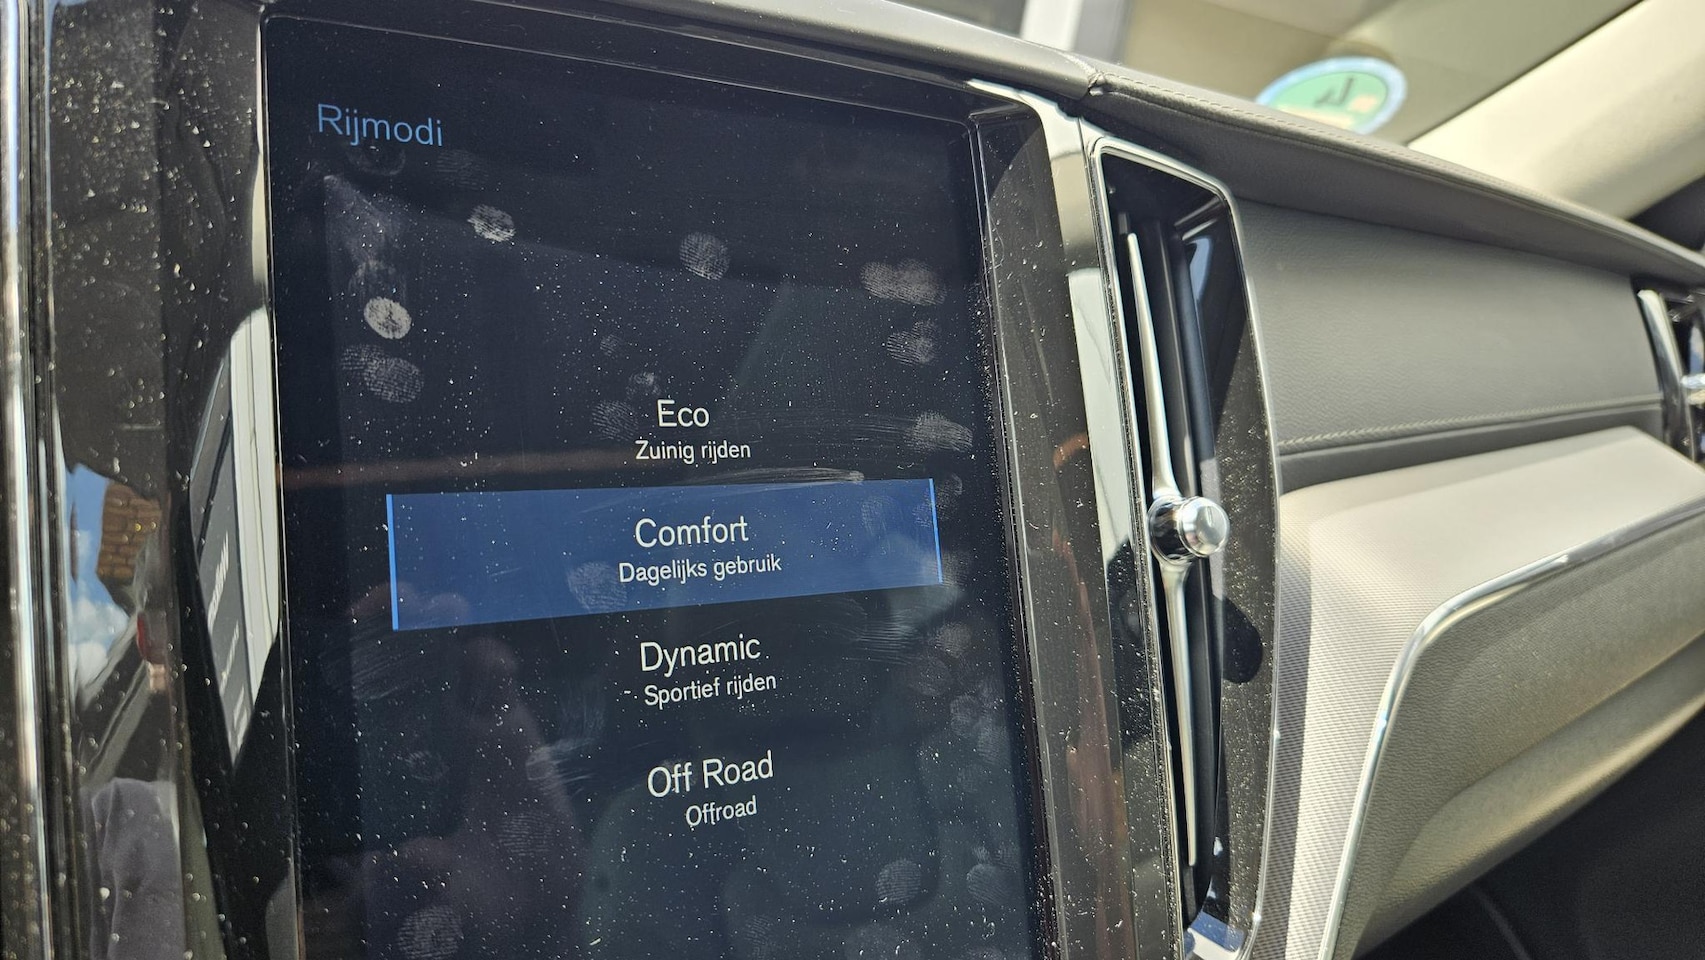 Rijmodi
Eco
Zuinig rijden
Comfort
Dagelijks gebruik
Dynamic
Sportief rijden
Off Road
Offroad